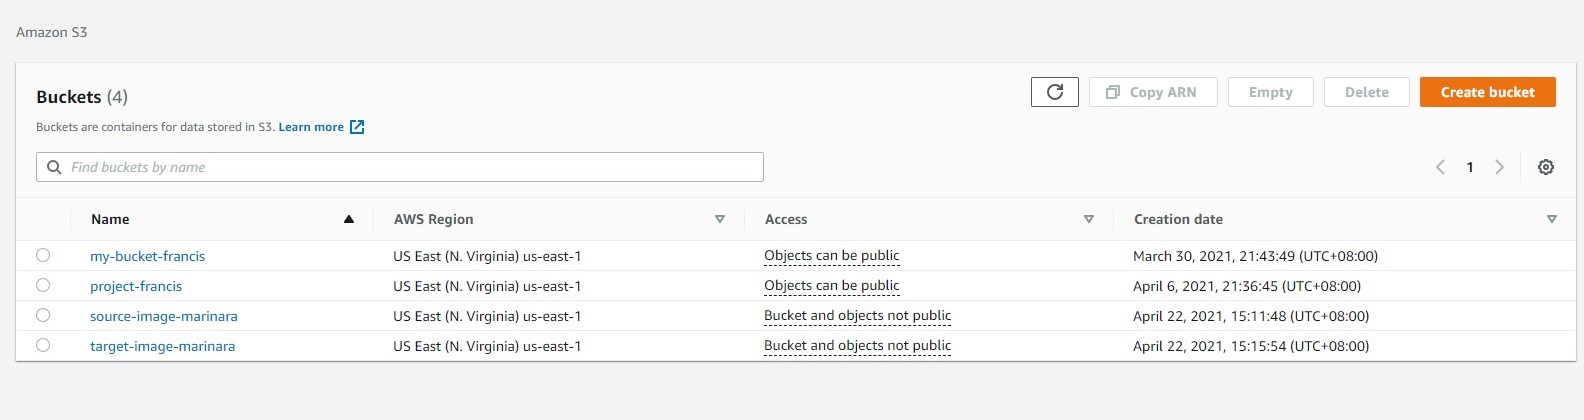 Amazon S3
Buckets (4)
Copy ARN Empty Delete Create bucket
Buckets are containers for data stored in S3. Learn more
Find buckets by name
1
Name AWS Region Access Creation date
my-bucket-francis US East (N. Virginia) us-east-1 Objects can be public March 30, 2021, 21:43:49 (UTC+08:00)
project-francis US East (N. Virginia) us-east-1 Objects can be public April 6, 2021, 21:36:45 (UTC+08:00)
source-image-marinara US East (N. Virginia) us-east-1 Bucket and objects not public April 22, 2021, 15:11:48 (UTC+08:00)
target-image-marinara US East (N. Virginia) us-east-1 Bucket and objects not public April 22, 2021, 15:15:54 (UTC+08:00)